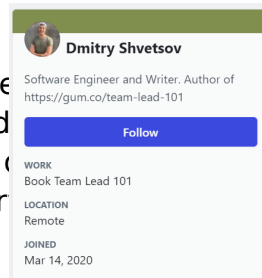 Dmitry Shvetsov
Software Engineer and Writer. Author of
https://gum.co/team-lead-101
Follow
WORK
Book Team Lead 101
LOCATION
Remote
JOINED
Mar 14, 2020